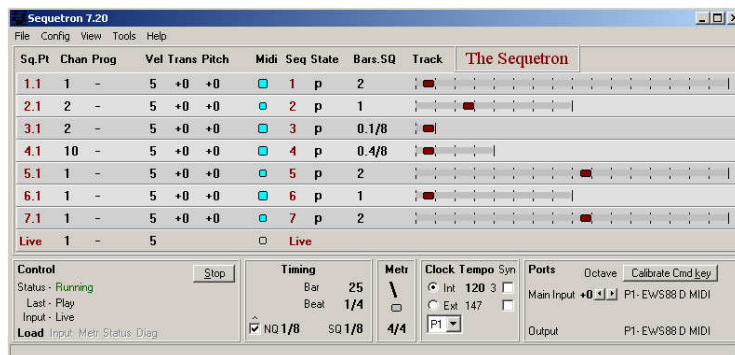 Sequetron 7.20
File Config View Tools Help
Sq.Pt Chan Prog Vel Trans Pitch Midi Seq State Bars.SQ Track The Sequetron
1.1 1 - 5 +0 +0 1 p 2
2.1 2 - 5 +0 +0 2 p 1
3.1 2 - 5 +0 +0 3 p 0.1/8
4.1 10 - 5 +0 +0 4 p 0.4/8
5.1 1 - 5 +0 +0 5 p 2
6.1 1 - 5 +0 +0 6 p 1
7.1 1 - 5 +0 +0 7 p 2
Live 1 - 5 Live
Control Stop Timing Metr Clock Tempo Syn Ports Octave Calibrate Cmd key
Status - Running Bar 25 \ Int 120 3 Main Input +0 P1- EWS88 D MIDI
Last - Play Beat 1/4 Ext 147
Input - Live ^ P1
Load Input Metr Status Diag NQ 1/8 SQ 1/8 4/4 Output P1- EWS88 D MIDI